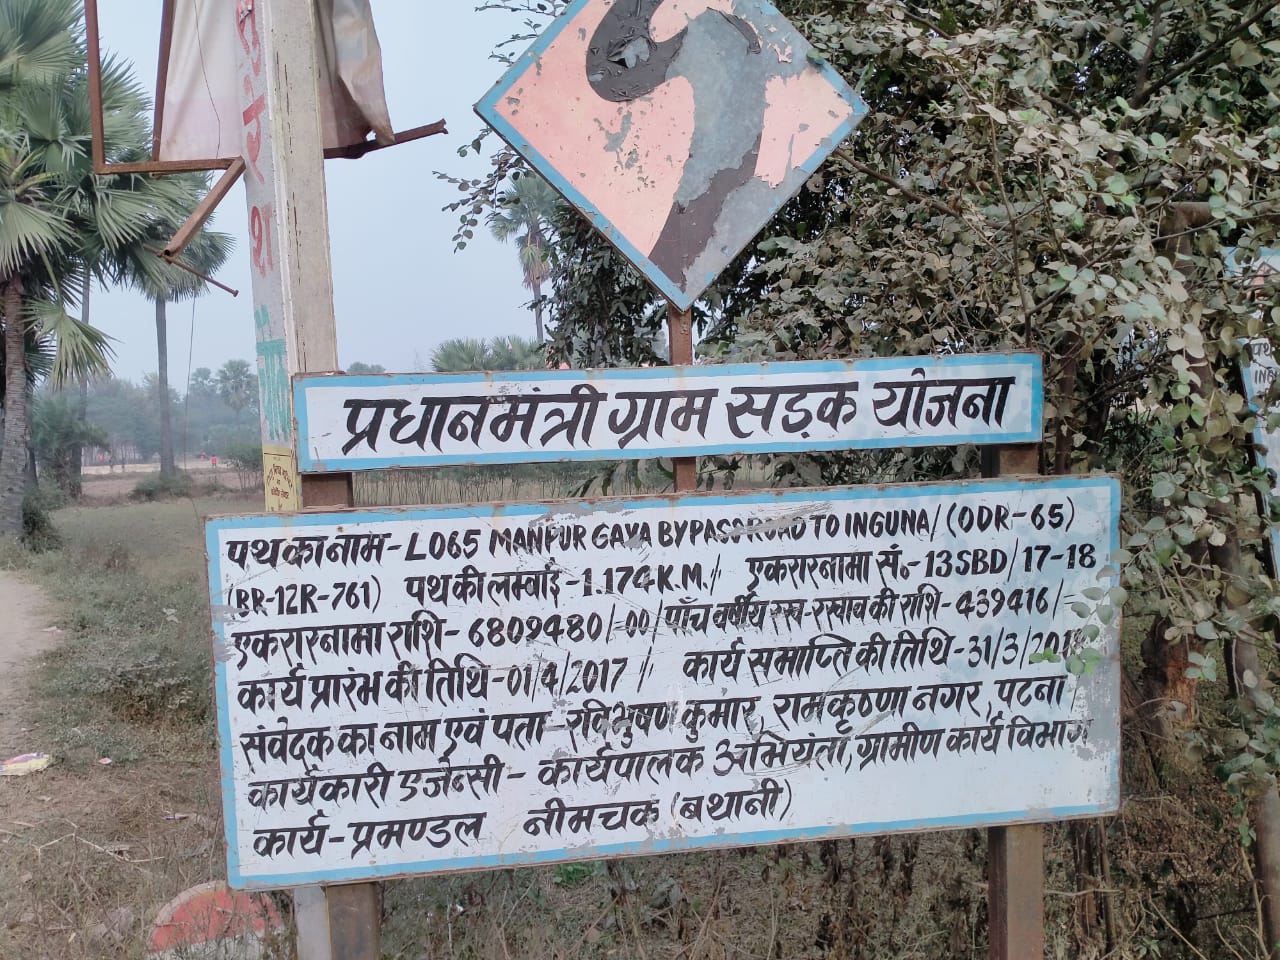 प्रधानमंत्री ग्राम सड़क योजना
पथ का नाम - L065 MANPUR GAYA BYPASS ROAD TO INGUNA/(ODR-65)
(BR-12R-761) पथ की लम्बाई - 1.174K.M.// एकरारनामा सं०- 13SBD/17-18
एकरारनामा राशि - 6809480/=00 पाँच वर्षीय रख-रखाव की राशि - 439416/=
कार्य प्रारंभ की तिथि - 01/4/2017 // कार्य समाप्ति की तिथि - 31/3/2018
संवेदक का नाम एवं पता - रविभुषण कुमार, रामकृष्णा नगर, पटना
कार्यकारी एजेन्सी - कार्यपालक अभियंता, ग्रामीण कार्य विभाग
कार्य - प्रमण्डल नीमचक (बथानी)